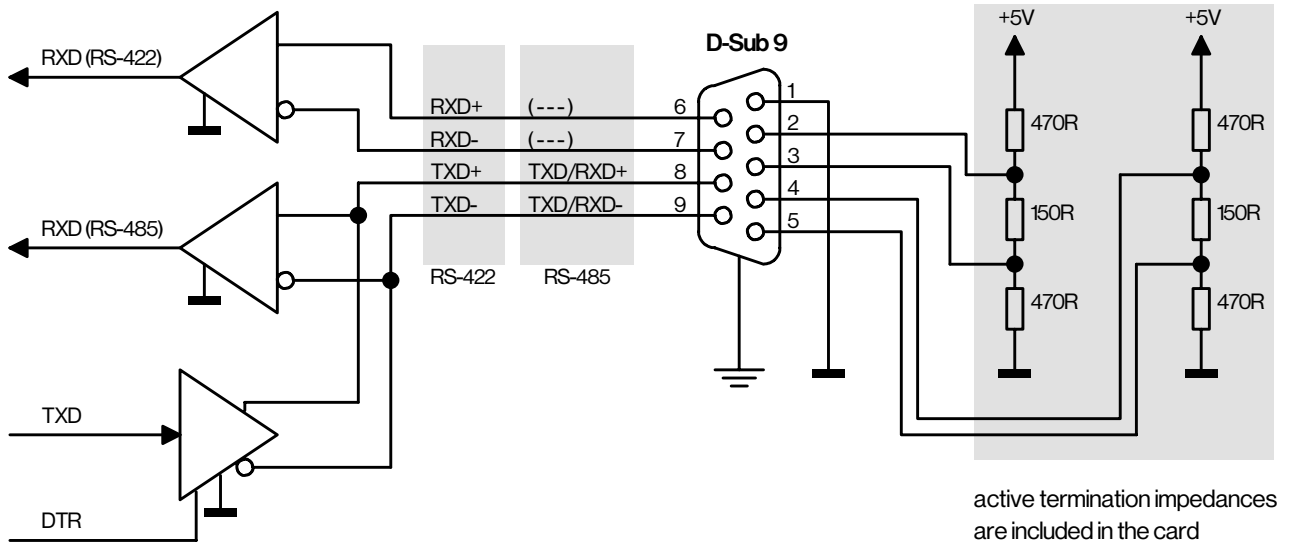 +5V
+5V
D-Sub 9
RXD (RS-422)
RXD+
(---)
6
1
470R
470R
RXD-
(---)
7
2
TXD+
TXD/RXD+
8
3
TXD-
TXD/RXD-
9
4
150R
150R
RXD (RS-485)
5
RS-422
RS-485
470R
470R
TXD
DTR
active termination impedances
are included in the card